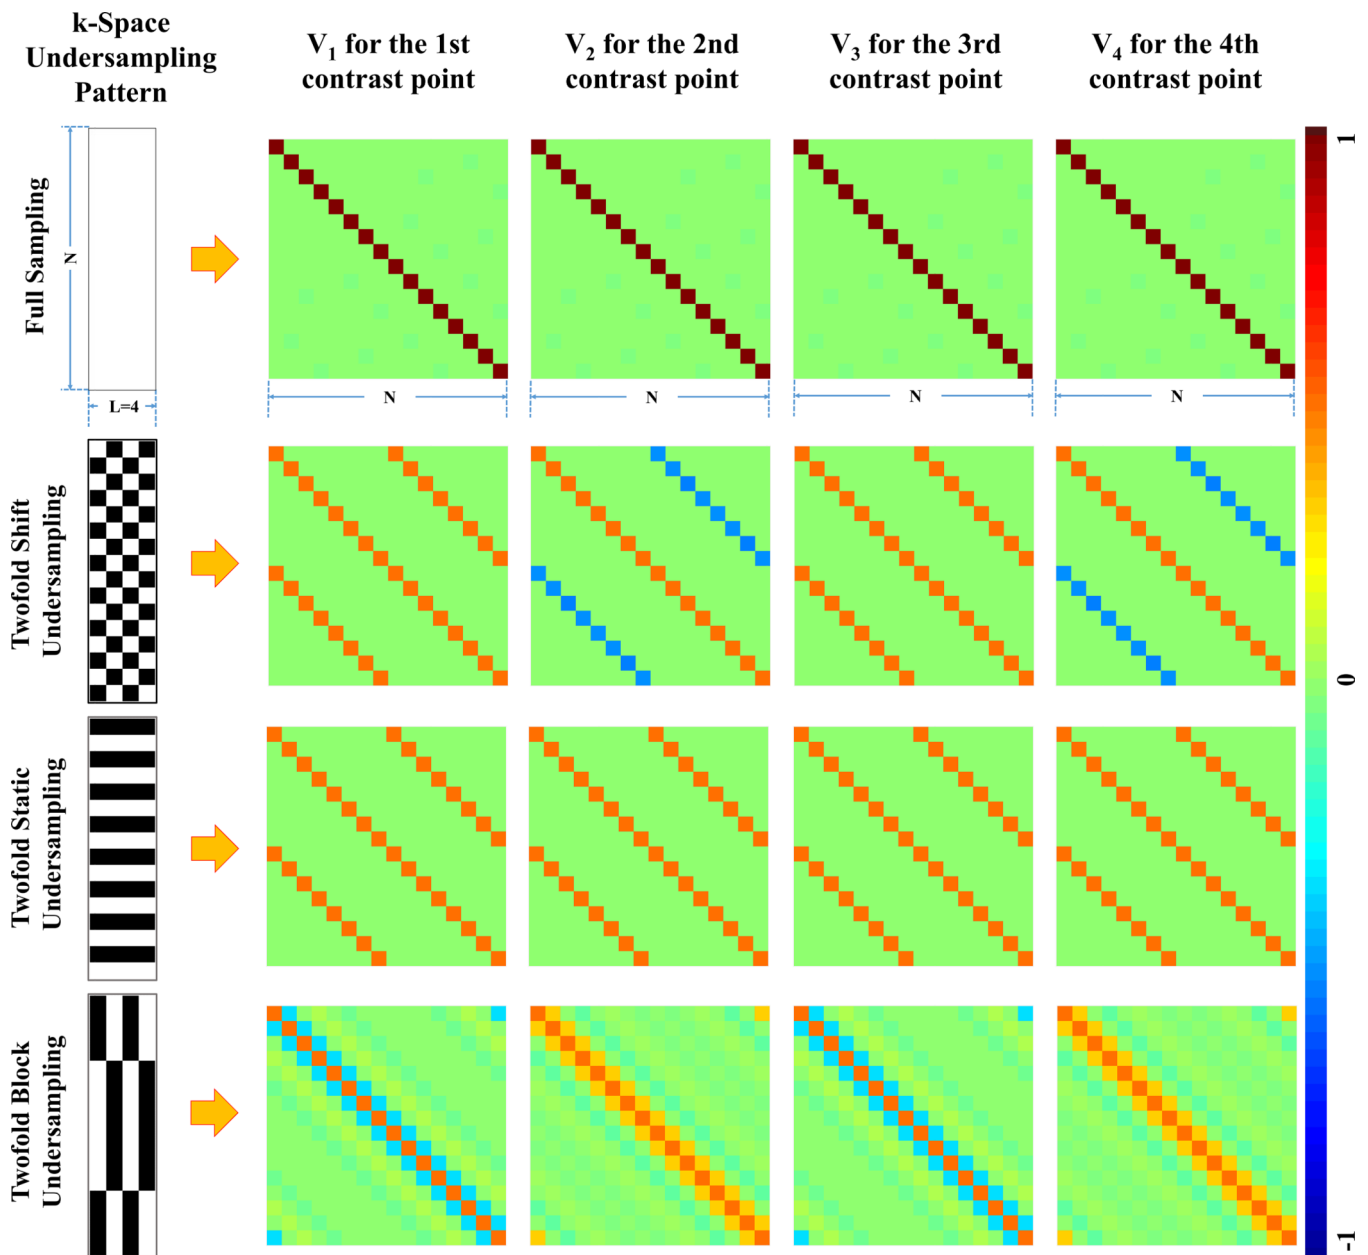 k-Space
Undersampling
Pattern
V₁ for the 1st
contrast point
V₂ for the 2nd
contrast point
V₃ for the 3rd
contrast point
V₄ for the 4th
contrast point
Full Sampling
N
L=4
N
N
N
N
Twofold Shift
Undersampling
Twofold Static
Undersampling
Twofold Block
Undersampling
1
0
-1